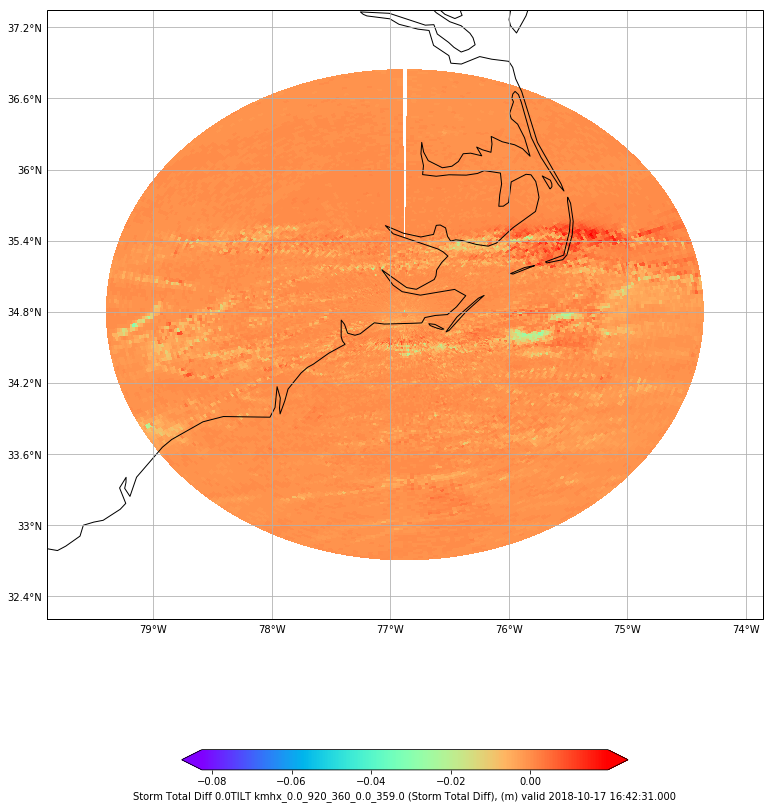 37.2°N
36.6°N
36°N
35.4°N
34.8°N
34.2°N
33.6°N
33°N
32.4°N
79°W 78°W 77°W 76°W 75°W 74°W
−0.08 −0.06 −0.04 −0.02 0.00
Storm Total Diff 0.0TILT kmhx_0.0_920_360_0.0_359.0 (Storm Total Diff), (m) valid 2018-10-17 16:42:31.000